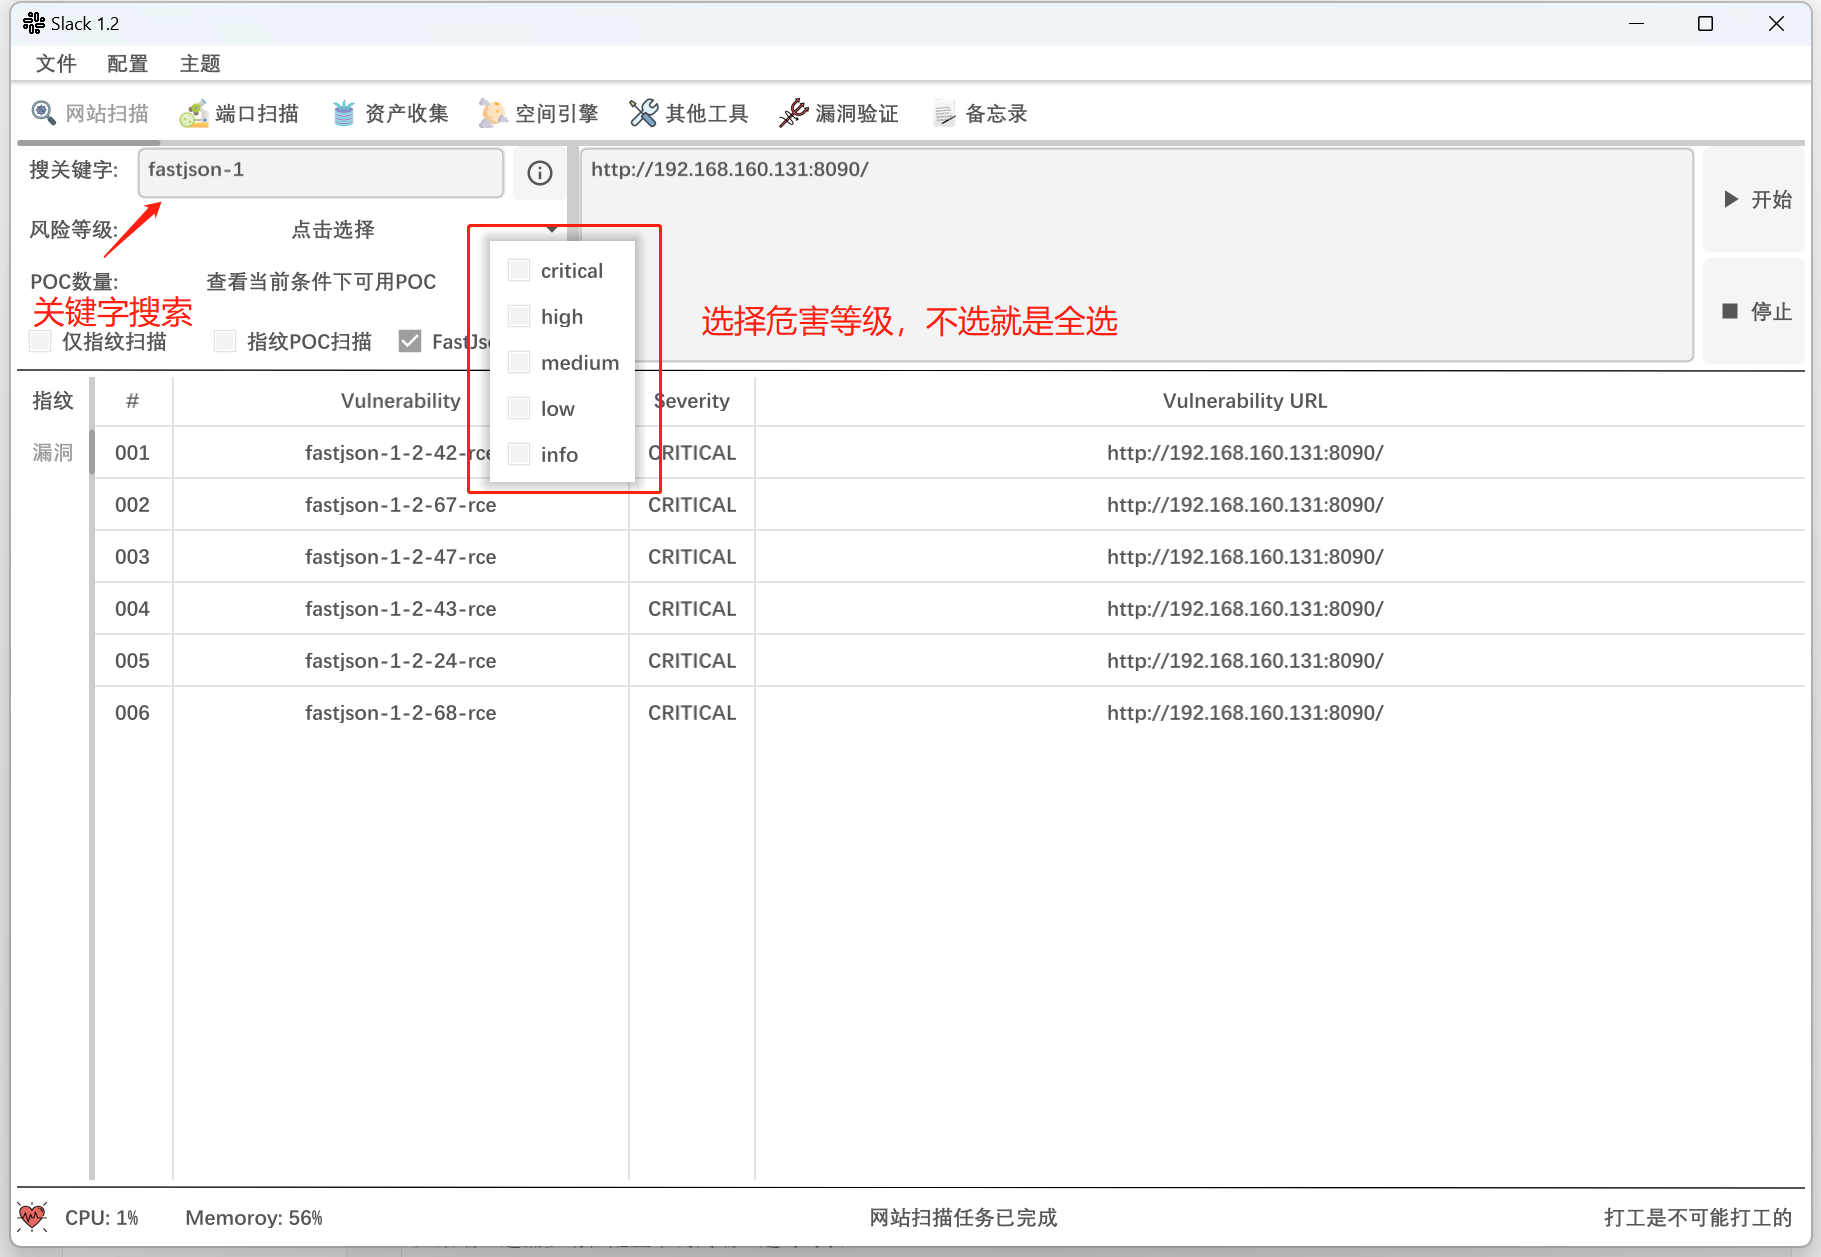 Slack 1.2
文件 配置 主题
网站扫描 端口扫描 资产收集 空间引擎 其他工具 漏洞验证 备忘录
搜关键字: fastjson-1 http://192.168.160.131:8090/
开始
风险等级: 点击选择
POC数量: 查看当前条件下可用POC
关键字搜索
仅指纹扫描 指纹POC扫描
停止
critical
high
medium
low
info
选择危害等级，不选就是全选
指纹
漏洞
# Vulnerability Severity Vulnerability URL
001 fastjson-1-2-42-rce CRITICAL http://192.168.160.131:8090/
002 fastjson-1-2-67-rce CRITICAL http://192.168.160.131:8090/
003 fastjson-1-2-47-rce CRITICAL http://192.168.160.131:8090/
004 fastjson-1-2-43-rce CRITICAL http://192.168.160.131:8090/
005 fastjson-1-2-24-rce CRITICAL http://192.168.160.131:8090/
006 fastjson-1-2-68-rce CRITICAL http://192.168.160.131:8090/
CPU: 1% Memoroy: 56% 网站扫描任务已完成 打工是不可能打工的